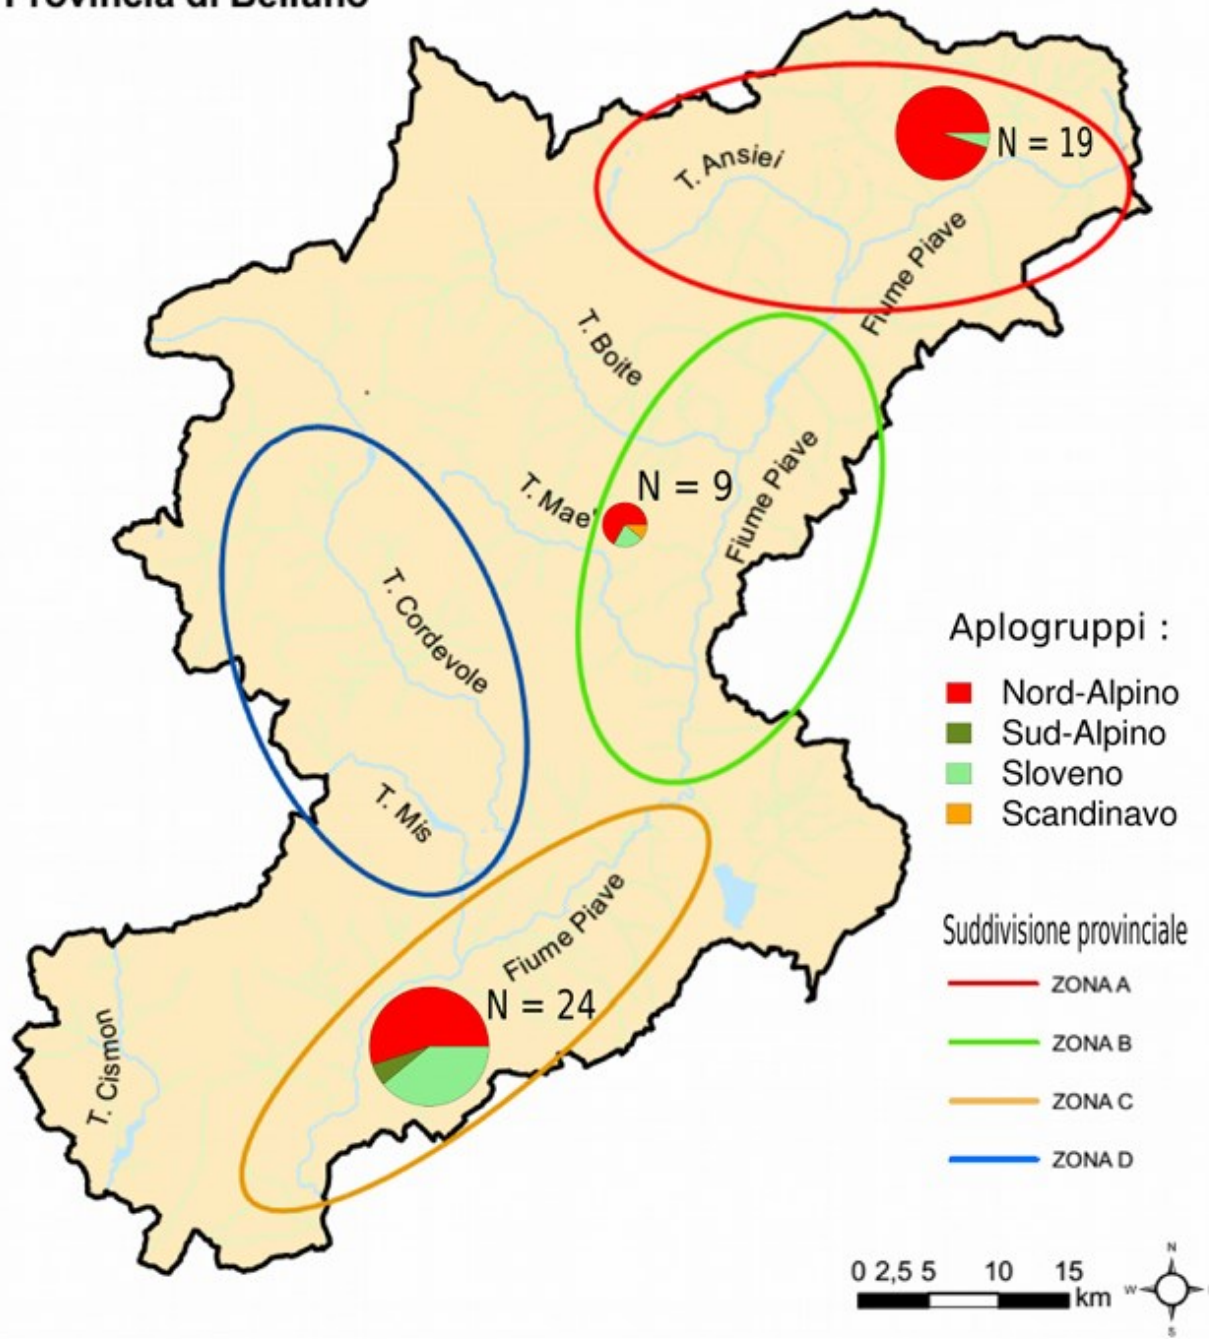 Provincia di Belluno
N = 19
T. Ansiei
Fiume Piave
T. Boite
Fiume Piave
N = 9
T. Mae'
T. Cordevole
T. Mis
Fiume Piave
N = 24
T. Cismon
Aplogruppi :
Nord-Alpino
Sud-Alpino
Sloveno
Scandinavo
Suddivisione provinciale
ZONA A
ZONA B
ZONA C
ZONA D
0 2,5 5 10 15
km
N
W
S